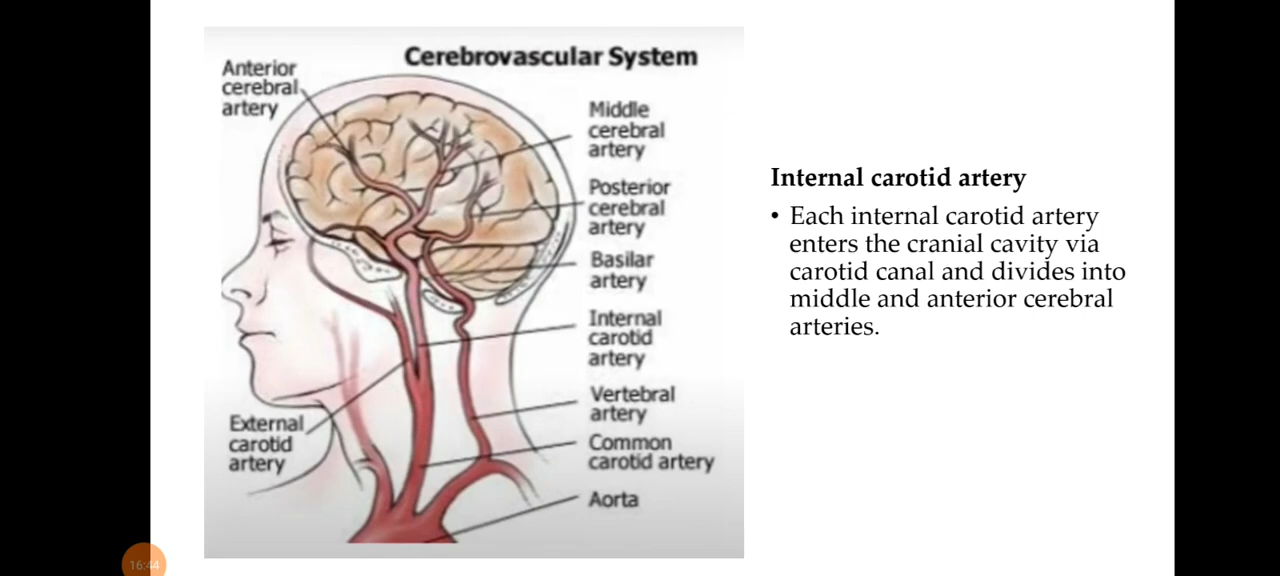 Cerebrovascular System
Anterior
cerebral
artery
Middle
cerebral
artery
Posterior
cerebral
artery
Basilar
artery
Internal
carotid
artery
Vertebral
artery
External
carotid
artery
Common
carotid artery
Aorta
Internal carotid artery
• Each internal carotid artery
enters the cranial cavity via
carotid canal and divides into
middle and anterior cerebral
arteries.
16:44